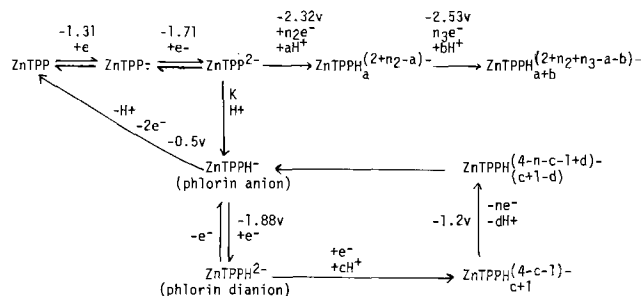 -1.31 -1.71 -2.32v -2.53v
+e +e- +n2e- n3e-
+aH+ +bH+
ZnTPP ZnTPP- ZnTPP2- ZnTPPHa(2+n2-a)- ZnTPPHa+b(2+n2+n3-a-b)-
K
H+
-H+
-2e-
-0.5v
ZnTPPH-
(phlorin anion)
ZnTPPH(c+1-d)(4-n-c-1+d)-
-e- -1.88v
+e-
-1.2v -ne-
-dH+
+e-
+cH+
ZnTPPH2-
(phlorin dianion)
ZnTPPHc+1(4-c-1)-